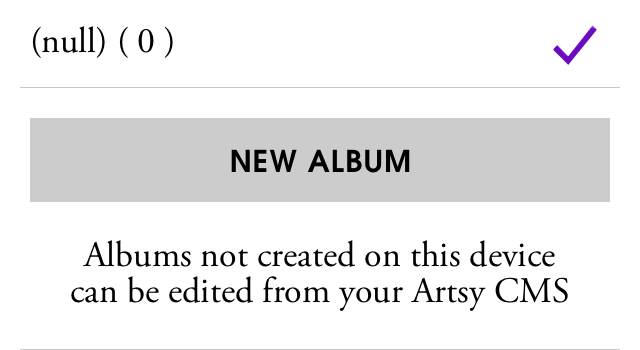 (null) ( 0 )
NEW ALBUM
Albums not created on this device
can be edited from your Artsy CMS